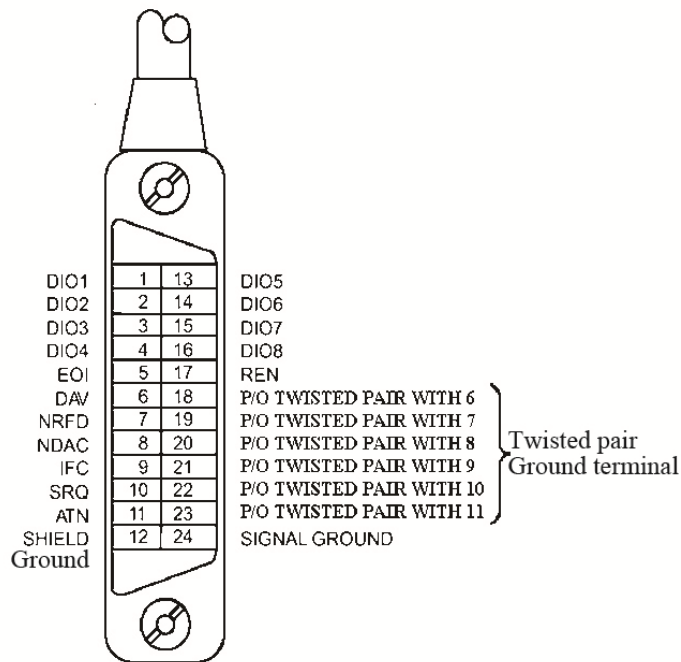 DIO1 1 13 DIO5
DIO2 2 14 DIO6
DIO3 3 15 DIO7
DIO4 4 16 DIO8
EOI 5 17 REN
DAV 6 18 P/O TWISTED PAIR WITH 6
NRFD 7 19 P/O TWISTED PAIR WITH 7
NDAC 8 20 P/O TWISTED PAIR WITH 8
IFC 9 21 P/O TWISTED PAIR WITH 9
SRQ 10 22 P/O TWISTED PAIR WITH 10
ATN 11 23 P/O TWISTED PAIR WITH 11
SHIELD 12 24 SIGNAL GROUND
Ground
Twisted pair
Ground terminal